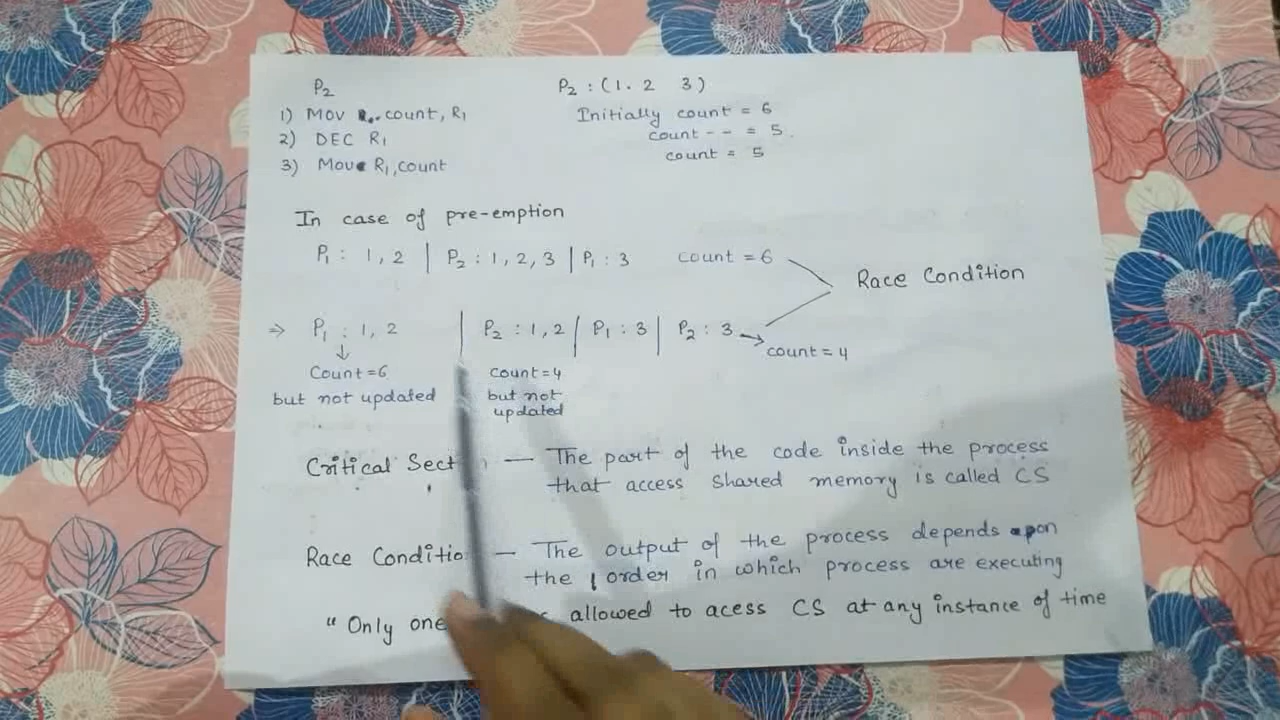 P2
1) Mov count, R1
2) DEC R1
3) Move R1, count
P2 : (1. 2 3)
Initially count = 6
count -- = 5.
count = 5
In case of pre-emption
P1 : 1, 2 | P2 : 1, 2, 3 | P1 : 3 count = 6
Race Condition
⇒ P1 : 1, 2 | P2 : 1, 2 / P1 : 3 | P2 : 3 → count = 4
↓
Count = 6
but not updated
Count = 4
but not
updated
Critical Sect — The part of the code inside the process
that access shared memory is called CS
Race Conditio — The output of the process depends upon
the order in which process are executing
" Only one allowed to acess CS at any instance of time